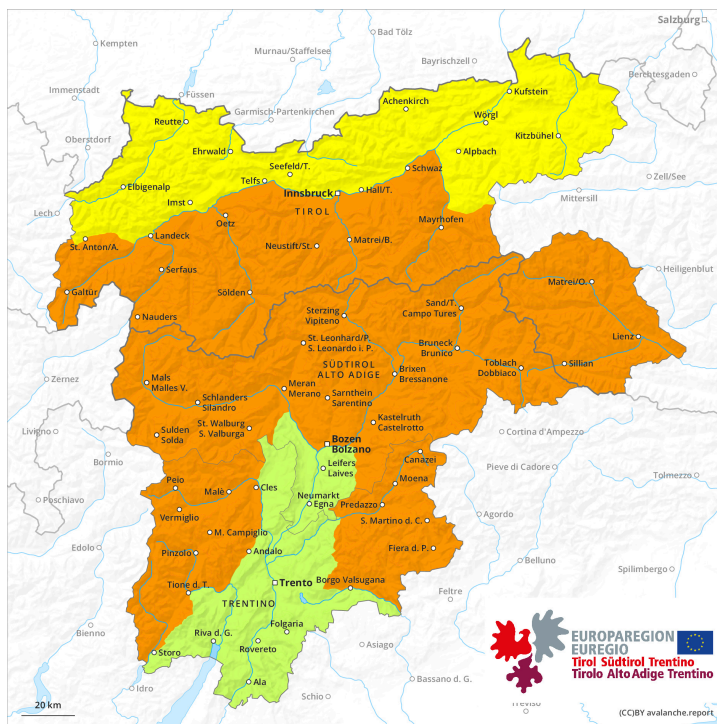 Salzburg
Kempten
Bad Tölz
Murnau/Staffelsee
Bayrischzell
Berchtesgaden
Immenstadt
Füssen
Garmisch-Partenkirchen
Achenkirch
Kufstein
Reutte
Wörgl
Oberstdorf
Ehrwald
Kitzbühel
Alpbach
Seefeld/T.
Schwaz
Zell/See
Elbigenalp
Telfs
Hall/T.
Innsbruck
Mittersill
Imst
Lech
TIROL
Oetz
Mayrhofen
St. Anton/A.
Landeck
Neustift/St.
Matrei/B.
Serfaus
Heiligenblut
Galtür
Sölden
Matrei/O.
Nauders
Sterzing
Vipiteno
Sand/T.
Campo Tures
Lienz
St. Leonhard/P.
S. Leonardo i. P.
Bruneck
Brunico
SÜDTIROL
ALTO ADIGE
Toblach
Dobbiaco
Sillian
Zernez
Mals
Malles V.
Meran
Merano
Brixen
Bressanone
Schlanders
Silandro
Sarnthein
Sarentino
Kastelruth
Castelrotto
St. Walburg
S. Valburga
Livigno
Sulden
Solda
Bozen
Bolzano
Cortina d'Ampezzo
Bormio
Leifers
Laives
Canazei
Pieve di Cadore
Tolmezzo
Peio
Malè
Cles
Neumarkt
Egna
Moena
Poschiavo
Predazzo
Vermiglio
Agordo
S. Martino d. C.
M. Campiglio
Edolo
Pinzolo
Andalo
Fiera d. P.
Belluno
Spilimbergo
Tione d. T.
Trento
Borgo Valsugana
Feltre
TRENTINO
Bienno
Riva d. G.
Folgaria
Rovereto
Asiago
Storo
Idro
Ala
Schio
Bassano d. G.
Treviso
EUROPAREGION
EUREGIO
Tirol Südtirol Trentino
Tirolo Alto Adige Trentino
20 km
(CC)BY avalanche.report